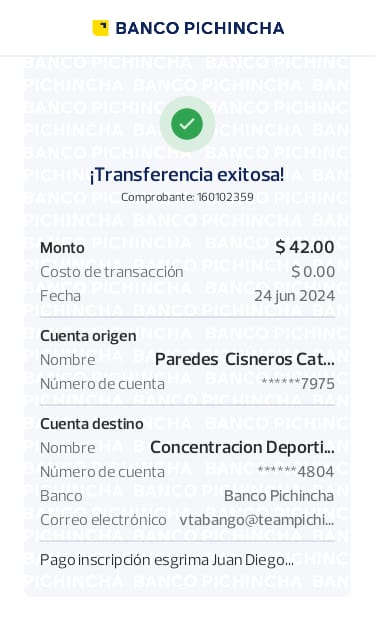 BANCO PICHINCHA
¡Transferencia exitosa!
Comprobante: 160102359
Monto $ 42.00
Costo de transacción $ 0.00
Fecha 24 jun 2024
Cuenta origen
Nombre Paredes Cisneros Cat...
Número de cuenta ******7975
Cuenta destino
Nombre Concentracion Deporti...
Número de cuenta ******4804
Banco Banco Pichincha
Correo electrónico vtabango@teampichi...
Pago inscripción esgrima Juan Diego...